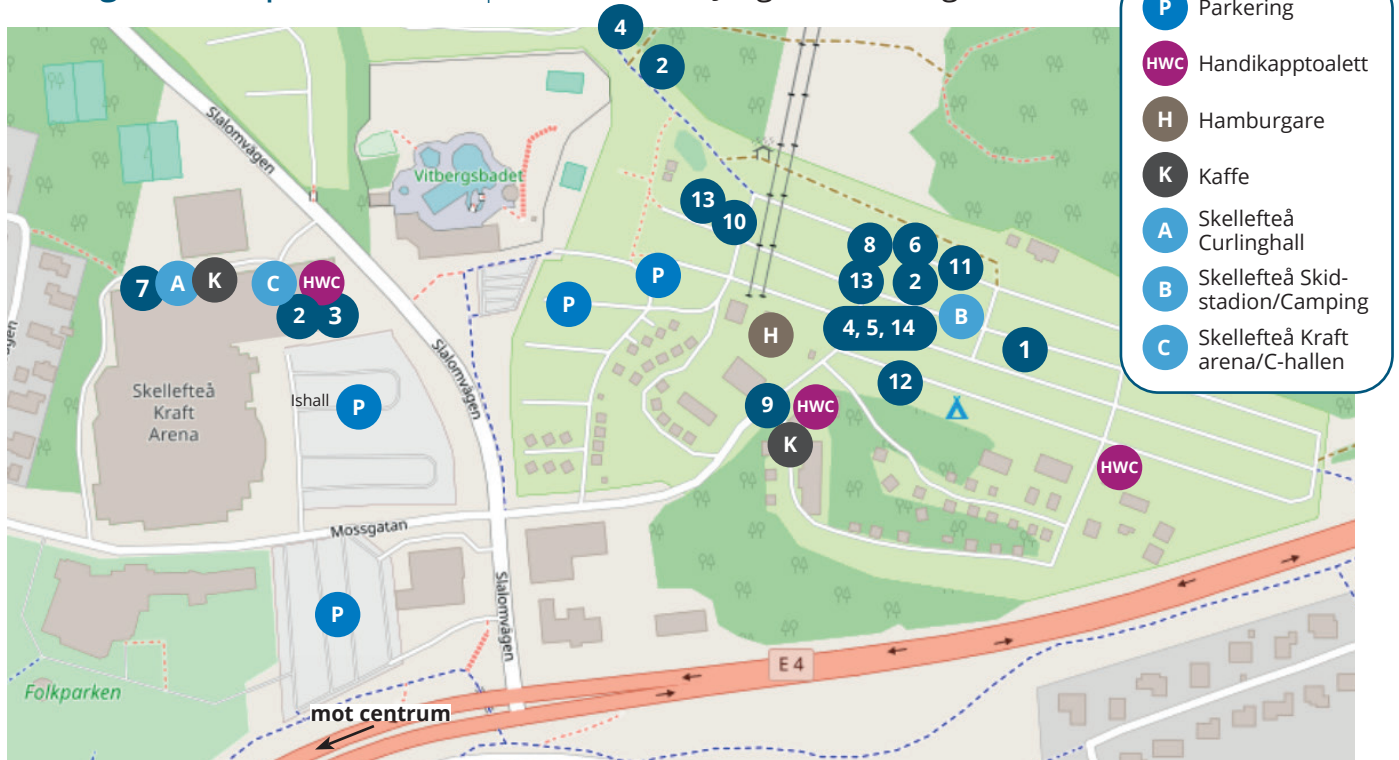 P Parkering
HWC Handikapptoalett
H Hamburgare
K Kaffe
A Skellefteå
Curlinghall
B Skellefteå Skid-
stadion/Camping
C Skellefteå Kraft
arena/C-hallen
4
2
Slalomvägen
Vitbergsbadet
13
10
8
6
11
P
P
13
2
7
A
K
C
HWC
2
3
4, 5, 14
B
H
1
Slalomvägen
12
Skellefteå
Kraft
Arena
Ishall
P
9
HWC
K
HWC
Mossgatan
Slalomvägen
P
E 4
Folkparken
mot centrum